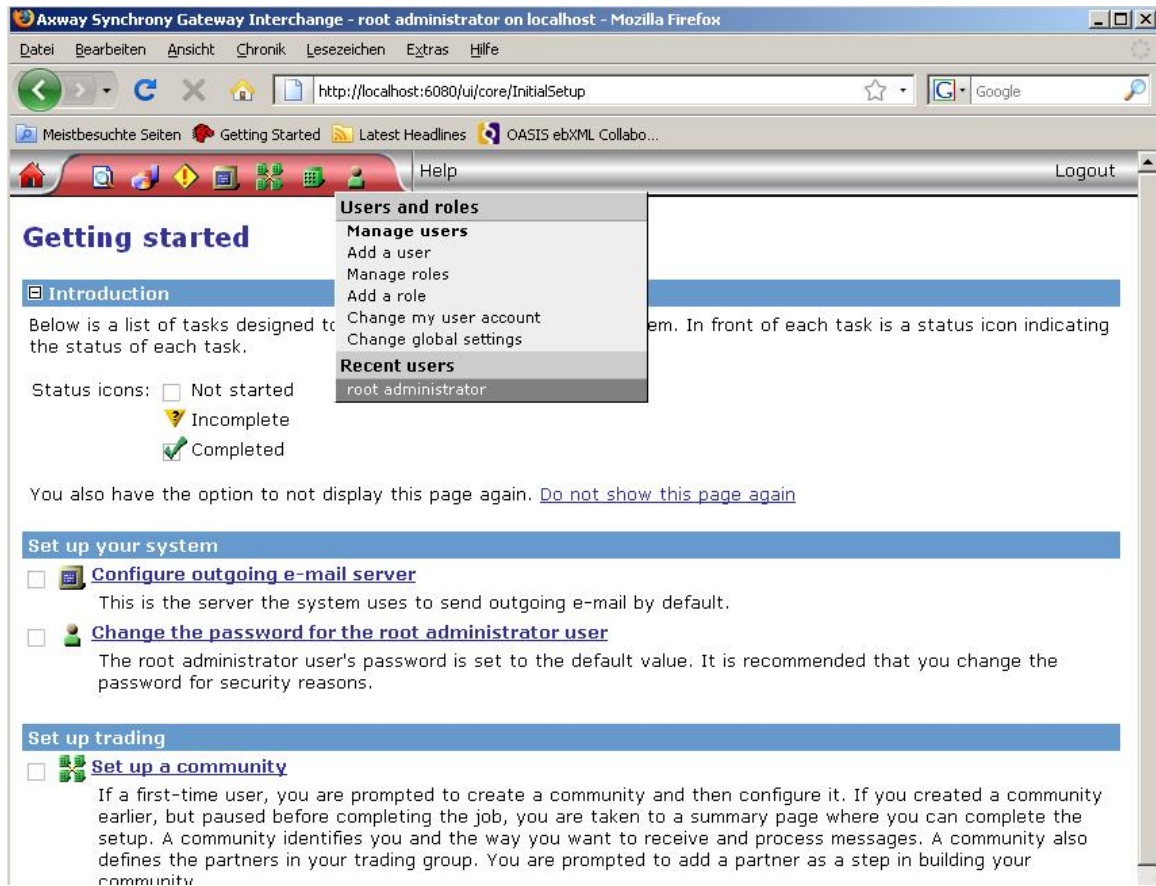 Axway Synchrony Gateway Interchange - root administrator on localhost - Mozilla Firefox
Datei Bearbeiten Ansicht Chronik Lesezeichen Extras Hilfe
http://localhost:6080/ui/core/InitialSetup
G Google
Meistbesuchte Seiten Getting Started Latest Headlines OASIS ebXML Collabo...
Help Logout
Users and roles
Manage users
Add a user
Manage roles
Add a role
Change my user account
Change global settings
Recent users
root administrator
Getting started
Introduction
Below is a list of tasks designed to em. In front of each task is a status icon indicating
the status of each task.
Status icons: Not started
Incomplete
Completed
You also have the option to not display this page again. Do not show this page again
Set up your system
Configure outgoing e-mail server
This is the server the system uses to send outgoing e-mail by default.
Change the password for the root administrator user
The root administrator user's password is set to the default value. It is recommended that you change the
password for security reasons.
Set up trading
Set up a community
If a first-time user, you are prompted to create a community and then configure it. If you created a community
earlier, but paused before completing the job, you are taken to a summary page where you can complete the
setup. A community identifies you and the way you want to receive and process messages. A community also
defines the partners in your trading group. You are prompted to add a partner as a step in building your
community.